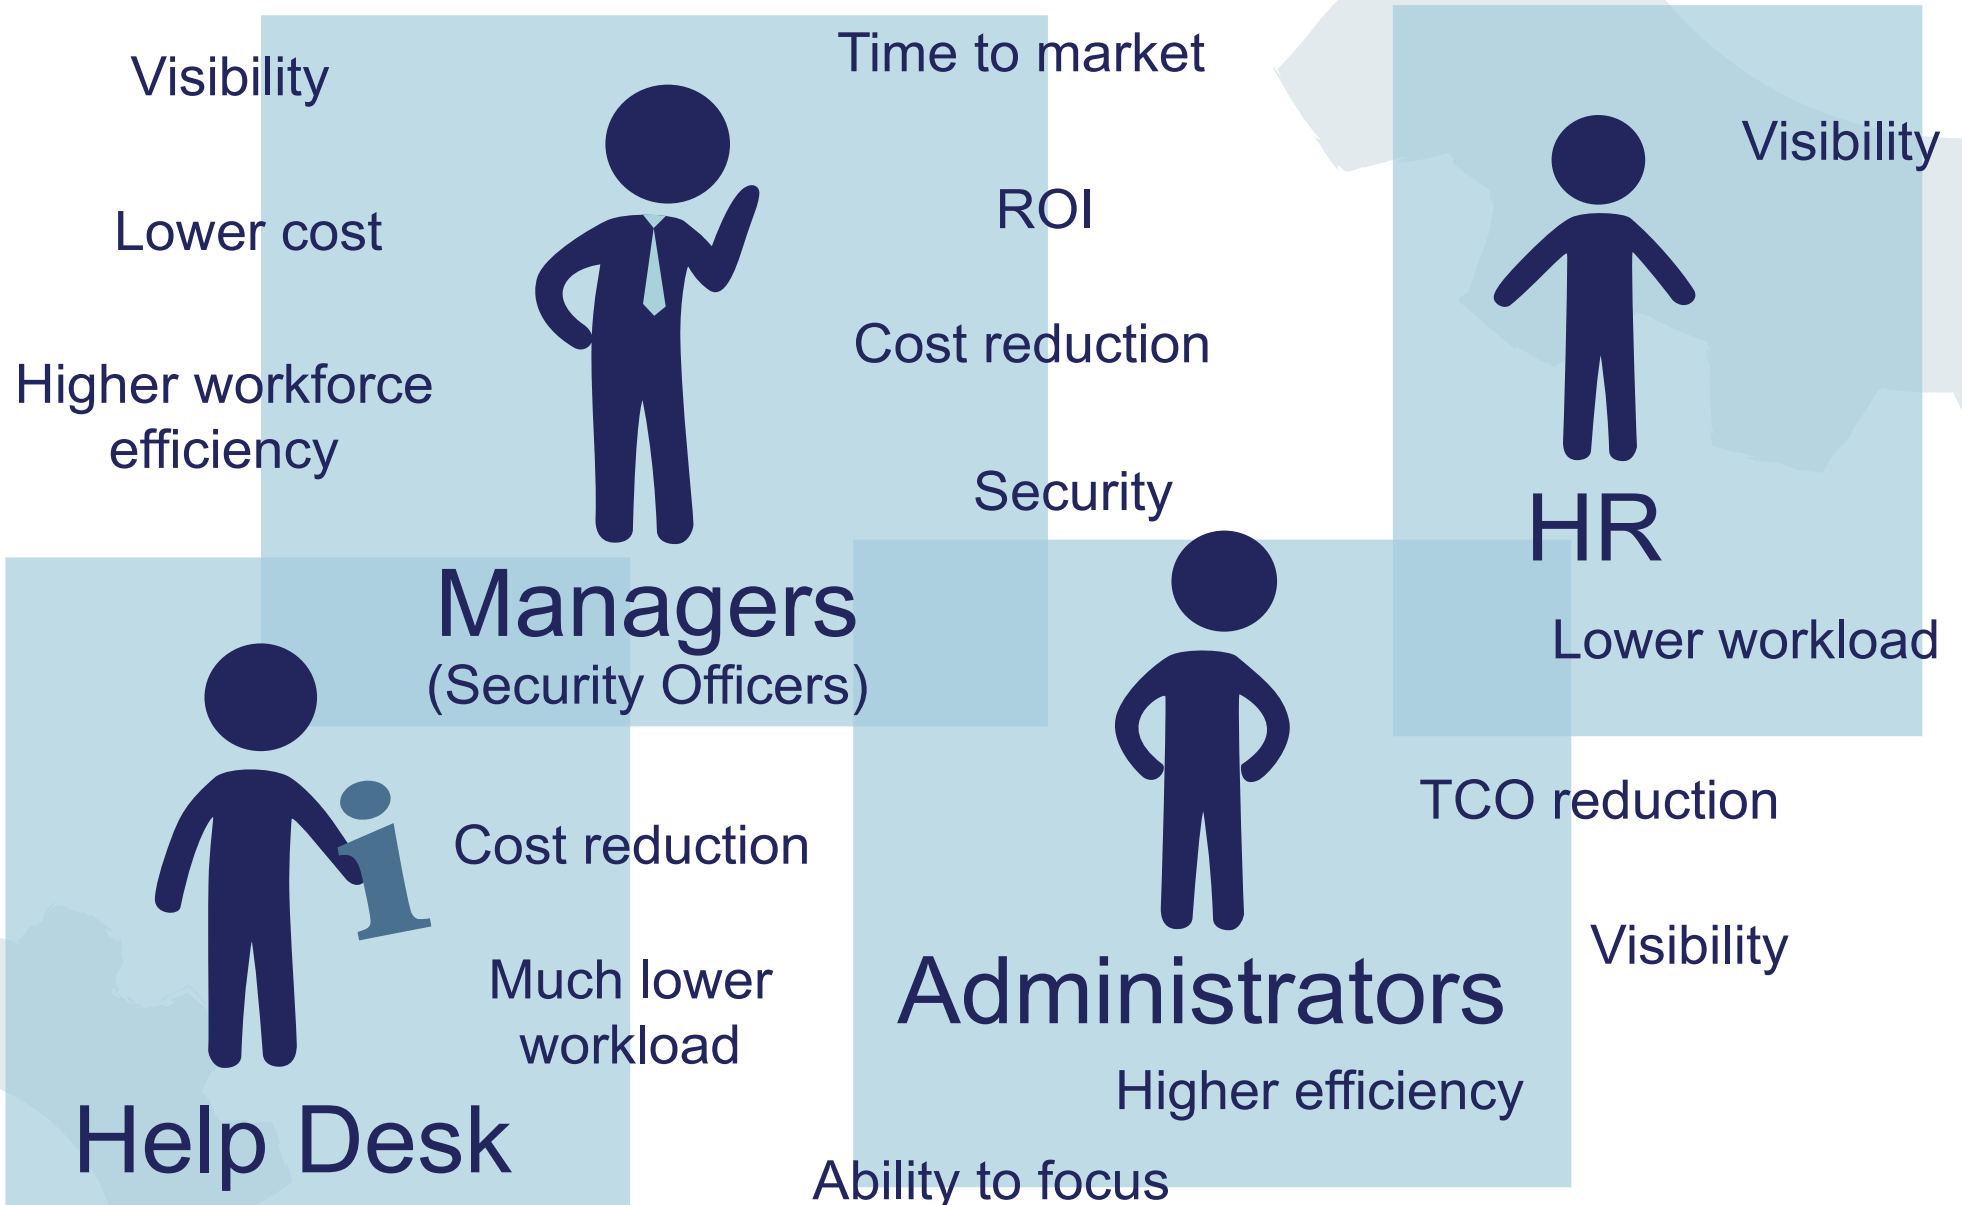 Visibility
Time to market
Visibility
Lower cost
ROI
Higher workforce
efficiency
Cost reduction
Security
HR
Managers
(Security Officers)
Lower workload
TCO reduction
Cost reduction
i
Visibility
Much lower
workload
Administrators
Higher efficiency
Help Desk
Ability to focus